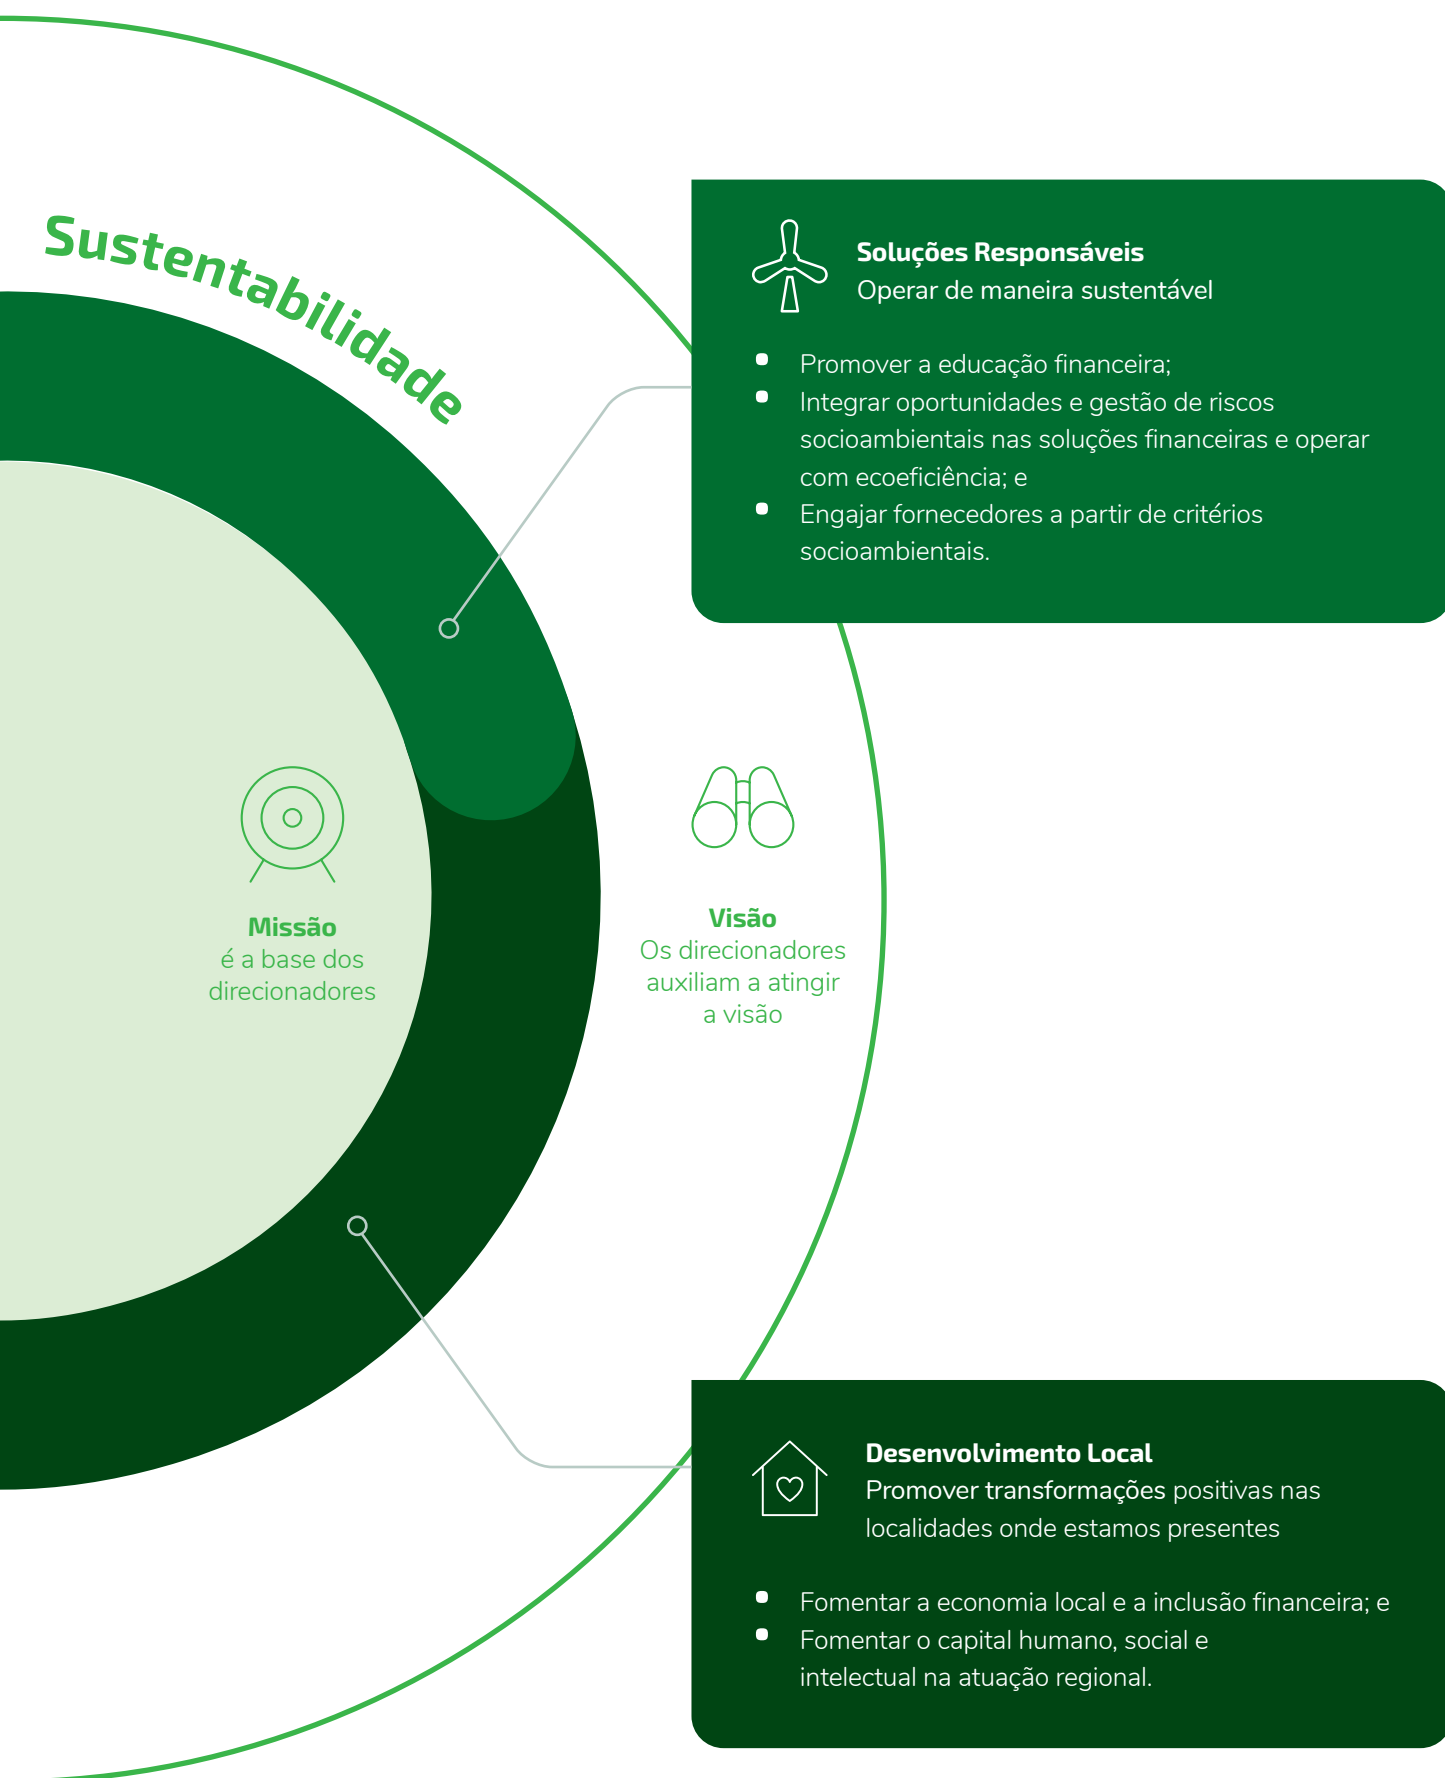 Sustentabilidade
Soluções Responsáveis
Operar de maneira sustentável
Promover a educação financeira;
Integrar oportunidades e gestão de riscos
socioambientais nas soluções financeiras e operar
com ecoeficiência; e
Engajar fornecedores a partir de critérios
socioambientais.
Missão
é a base dos
direcionadores
Visão
Os direcionadores
auxiliam a atingir
a visão
Desenvolvimento Local
Promover transformações positivas nas
localidades onde estamos presentes
Fomentar a economia local e a inclusão financeira; e
Fomentar o capital humano, social e
intelectual na atuação regional.